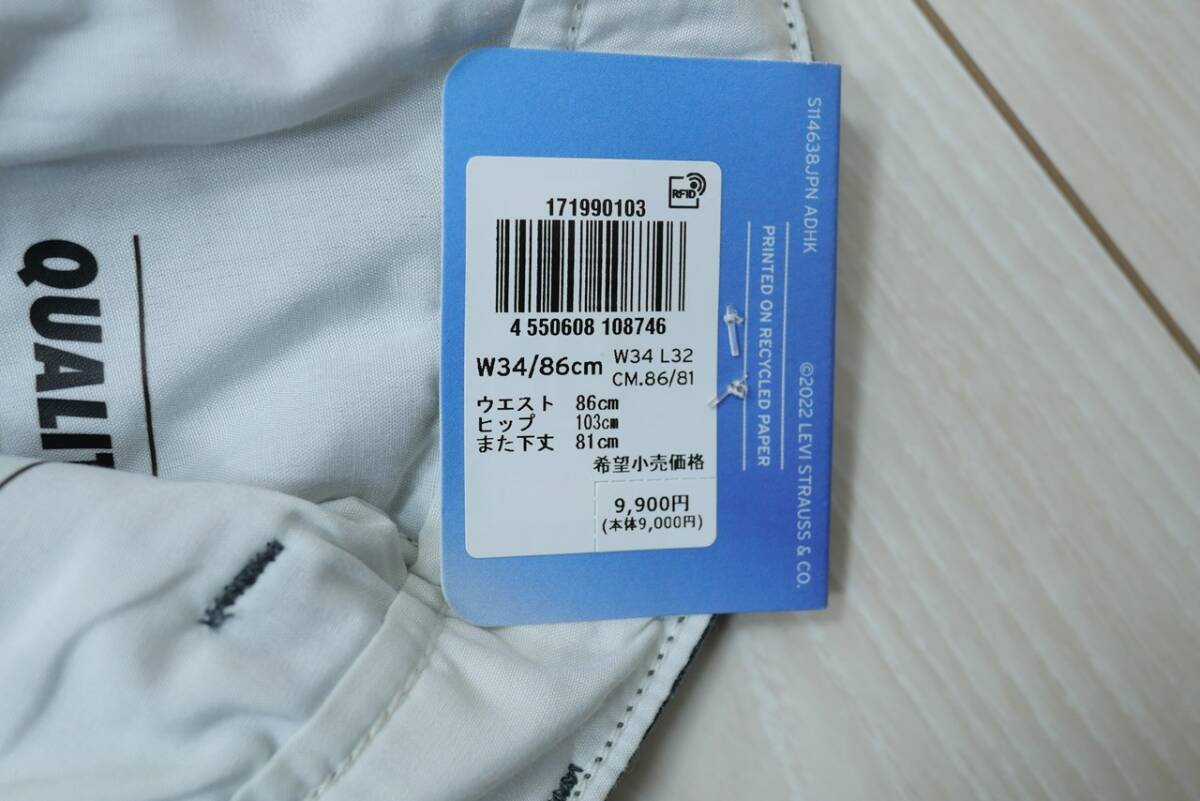 RFID
171990103
4 550608 108746
W34/86cm
W34 L32
CM.86/81
ウエスト 86cm
ヒップ 103cm
また下丈 81cm
希望小売価格
9,900円
(本体9,000円)
S114638JPN ADHK
PRINTED ON RECYCLED PAPER
©2022 LEVI STRAUSS & CO.